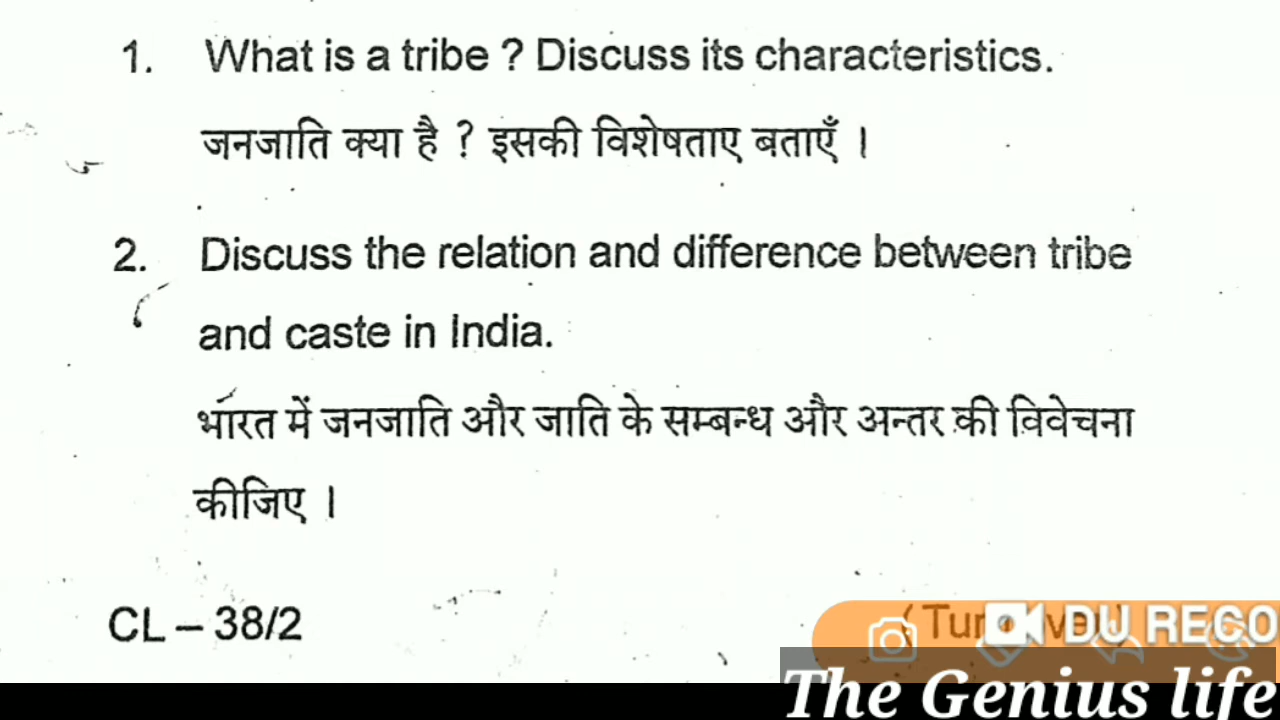 1. What is a tribe ? Discuss its characteristics.
जनजाति क्या है ? इसकी विशेषताए बताएँ ।
2. Discuss the relation and difference between tribe
and caste in India.
भारत में जनजाति और जाति के सम्बन्ध और अन्तर की विवेचना
कीजिए ।
CL – 38/2
DU RECO
The Genius life